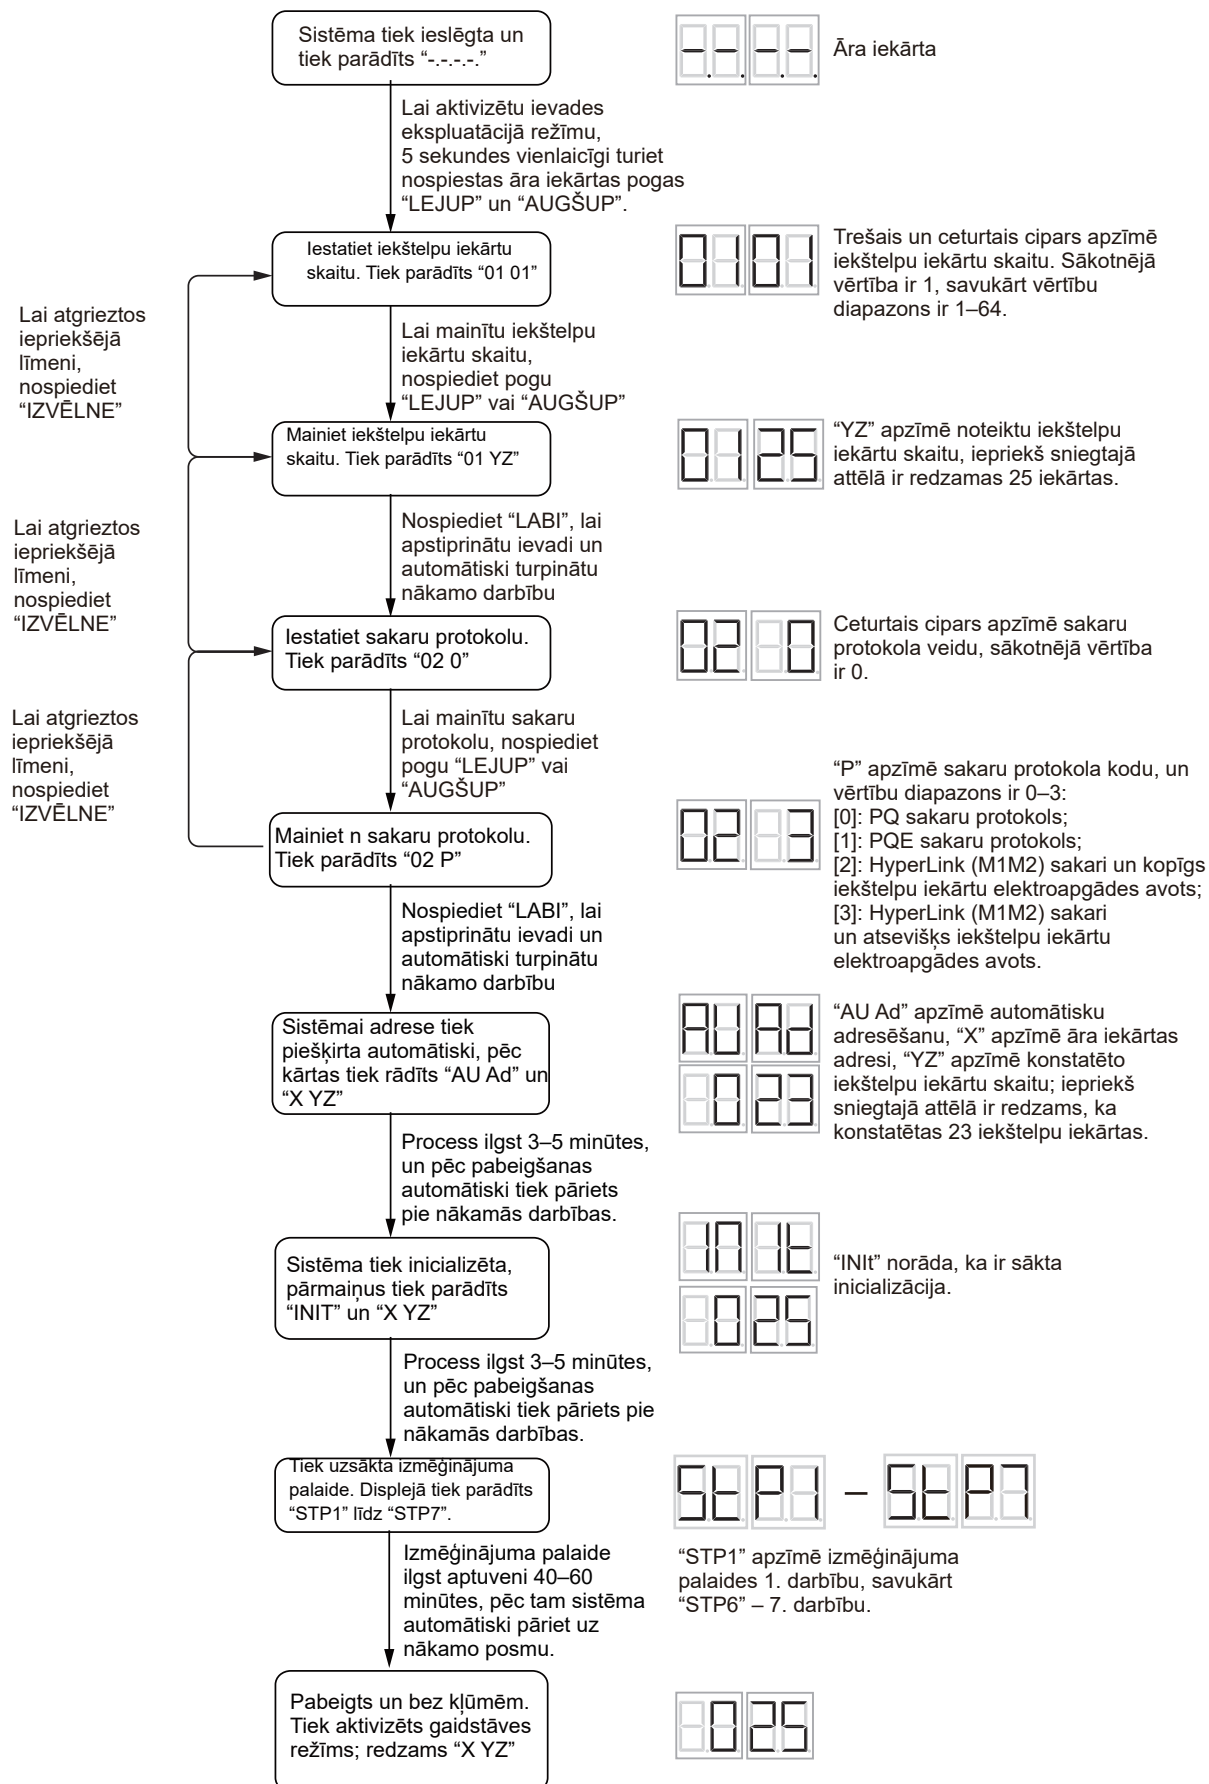 Sistēma tiek ieslēgta un
tiek parādīts “-.-.-.-.”
-.-.-.-.
Āra iekārta
Lai aktivizētu ievades
ekspluatācijā režīmu,
5 sekundes vienlaicīgi turiet
nospiestas āra iekārtas pogas
“LEJUP” un “AUGŠUP”.
Iestatiet iekštelpu iekārtu
skaitu. Tiek parādīts “01 01”
0101
Trešais un ceturtais cipars apzīmē
iekštelpu iekārtu skaitu. Sākotnējā
vērtība ir 1, savukārt vērtību
diapazons ir 1–64.
Lai atgrieztos
iepriekšējā
līmeni,
nospiediet
“IZVĒLNE”
Lai mainītu iekštelpu
iekārtu skaitu,
nospiediet pogu
“LEJUP” vai “AUGŠUP”
Mainiet iekštelpu iekārtu
skaitu. Tiek parādīts “01 YZ”
0125
“YZ” apzīmē noteiktu iekštelpu
iekārtu skaitu, iepriekš sniegtajā
attēlā ir redzamas 25 iekārtas.
Lai atgrieztos
iepriekšējā
līmeni,
nospiediet
“IZVĒLNE”
Nospiediet “LABI”, lai
apstiprinātu ievadi un
automātiski turpinātu
nākamo darbību
Iestatiet sakaru protokolu.
Tiek parādīts “02 0”
02 0
Ceturtais cipars apzīmē sakaru
protokola veidu, sākotnējā vērtība
ir 0.
Lai atgrieztos
iepriekšējā
līmeni,
nospiediet
“IZVĒLNE”
Lai mainītu sakaru
protokolu, nospiediet
pogu “LEJUP” vai
“AUGŠUP”
Mainiet n sakaru protokolu.
Tiek parādīts “02 P”
02 3
“P” apzīmē sakaru protokola kodu, un
vērtību diapazons ir 0–3:
[0]: PQ sakaru protokols;
[1]: PQE sakaru protokols;
[2]: HyperLink (M1M2) sakari un kopīgs
iekštelpu iekārtu elektroapgādes avots;
[3]: HyperLink (M1M2) sakari
un atsevišķs iekštelpu iekārtu
elektroapgādes avots.
Nospiediet “LABI”, lai
apstiprinātu ievadi un
automātiski turpinātu
nākamo darbību
Sistēmai adrese tiek
piešķirta automātiski, pēc
kārtas tiek rādīts “AU Ad” un
“X YZ”
AUAd
023
“AU Ad” apzīmē automātisku
adresēšanu, “X” apzīmē āra iekārtas
adresi, “YZ” apzīmē konstatēto
iekštelpu iekārtu skaitu; iepriekš
sniegtajā attēlā ir redzams, ka
konstatētas 23 iekštelpu iekārtas.
Process ilgst 3–5 minūtes,
un pēc pabeigšanas
automātiski tiek pāriets
pie nākamās darbības.
Sistēma tiek inicializēta,
pārmaiņus tiek parādīts
“INIT” un “X YZ”
INIt
025
“INIt” norāda, ka ir sākta
inicializācija.
Process ilgst 3–5 minūtes,
un pēc pabeigšanas
automātiski tiek pāriets pie
nākamās darbības.
Tiek uzsākta izmēģinājuma
palaide. Displejā tiek parādīts
“STP1” līdz “STP7”.
StP1 – StP7
“STP1” apzīmē izmēģinājuma
palaides 1. darbību, savukārt
“STP6” – 7. darbību.
Izmēģinājuma palaide
ilgst aptuveni 40–60
minūtes, pēc tam sistēma
automātiski pāriet uz
nākamo posmu.
Pabeigts un bez kļūmēm.
Tiek aktivizēts gaidstāves
režīms; redzams “X YZ”
025